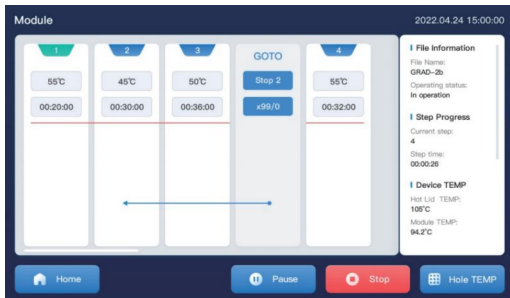 Module
2022.04.24 15:00:00
1
2
3
GOTO
4
55℃
45℃
50℃
Stop 2
55℃
00:20:00
00:30:00
00:36:00
x99/0
00:32:00
File Information
File Name:
GRAD-2b
Operating status:
In operation
Step Progress
Current step:
4
Step time:
00:00:26
Device TEMP
Hot Lid TEMP:
105°C
Module TEMP:
94.2°C
Home
Pause
Stop
Hole TEMP